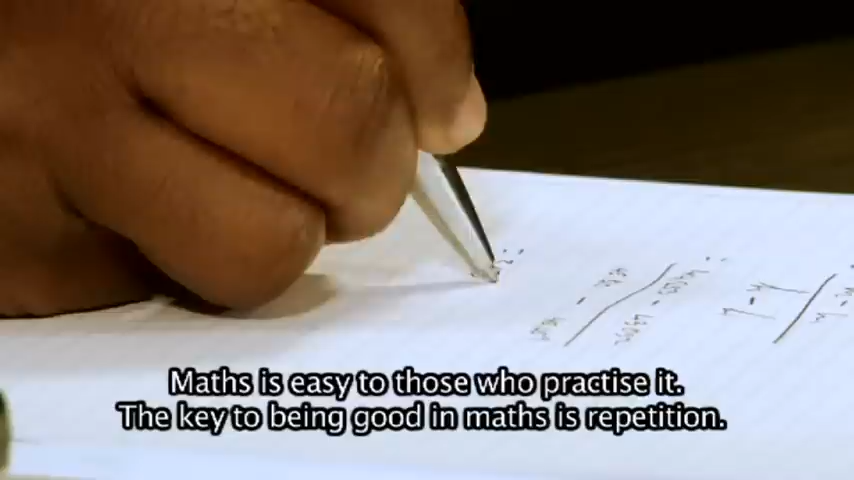 Maths is easy to those who practise it.
The key to being good in maths is repetition.